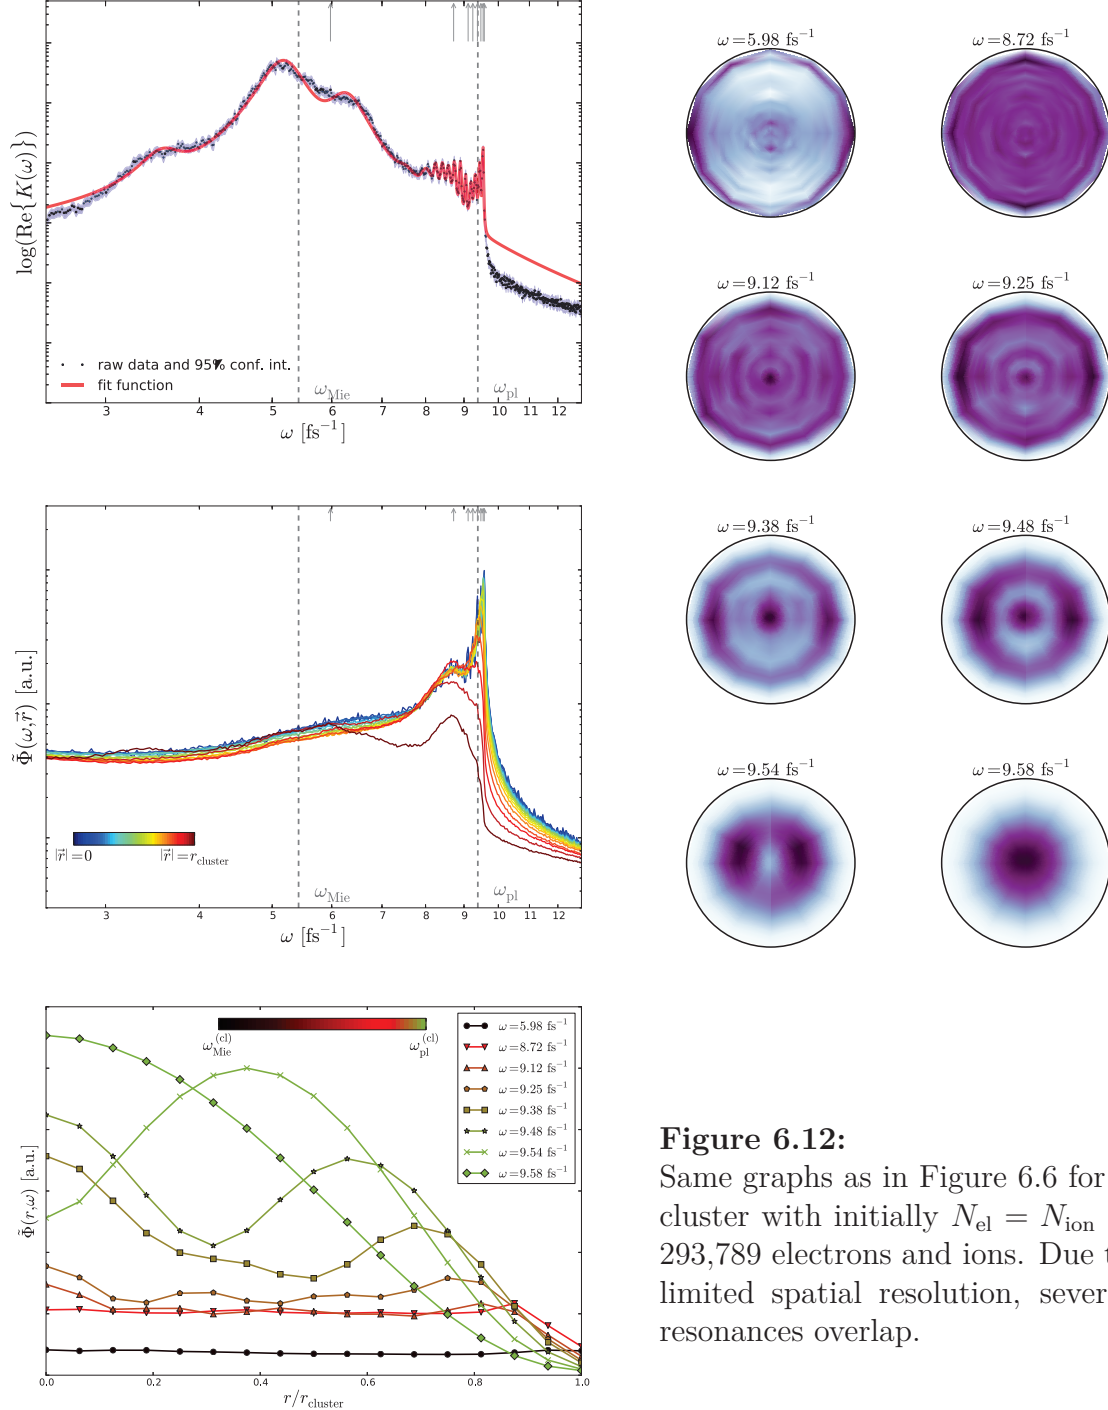 log(Re{K(ω)})
raw data and 95% conf. int.
fit function
ω_Mie
ω_pl
3 4 5 6 7 8 9 10 11 12
ω [fs⁻¹]
Φ̃(ω,r⃗) [a.u.]
|r⃗|=0
|r⃗|=r_cluster
ω_Mie
ω_pl
3 4 5 6 7 8 9 10 11 12
ω [fs⁻¹]
Φ̃(r,ω) [a.u.]
ω_Mie^(cl)
ω_pl^(cl)
ω=5.98 fs⁻¹
ω=8.72 fs⁻¹
ω=9.12 fs⁻¹
ω=9.25 fs⁻¹
ω=9.38 fs⁻¹
ω=9.48 fs⁻¹
ω=9.54 fs⁻¹
ω=9.58 fs⁻¹
0.0 0.2 0.4 0.6 0.8 1.0
r/r_cluster
ω=5.98 fs⁻¹
ω=8.72 fs⁻¹
ω=9.12 fs⁻¹
ω=9.25 fs⁻¹
ω=9.38 fs⁻¹
ω=9.48 fs⁻¹
ω=9.54 fs⁻¹
ω=9.58 fs⁻¹
Figure 6.12:
Same graphs as in Figure 6.6 for
cluster with initially N_el = N_ion
293,789 electrons and ions. Due t
limited spatial resolution, sever
resonances overlap.